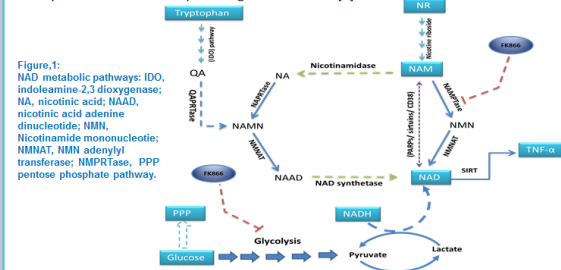 Tryptophan
NR
pathway
(IDO)
Nicotine riboside
FK866
Figure,1:
NAD metabolic pathways: IDO,
indoleamine-2,3 dioxygenase;
NA, nicotinic acid; NAAD,
nicotinic acid adenine
dinucleotide; NMN,
Nicotinamide mononucleotie;
NMNAT, NMN adenylyl
transferase; NMPRTase, PPP
pentose phosphate pathway.
QA
NA
Nicotinamidase
NAM
QAPRTase
NAPRTase
NAMPTase
NAMN
(PARPs/ sirtuins/ CD38)
NMN
NMNAT
NMNAT
NAAD
NAD synthetase
NAD
SIRT
TNF-α
FK866
PPP
NADH
Glycolysis
Glucose
Pyruvate
Lactate